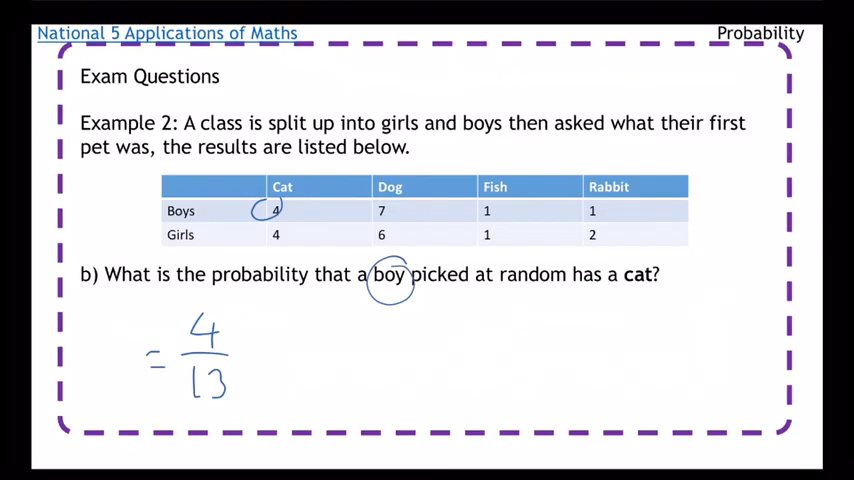 National 5 Applications of Maths
Probability
Exam Questions
Example 2: A class is split up into girls and boys then asked what their first
pet was, the results are listed below.
Cat Dog Fish Rabbit
Boys 4 7 1 1
Girls 4 6 1 2
b) What is the probability that a boy picked at random has a cat?
= 4
13